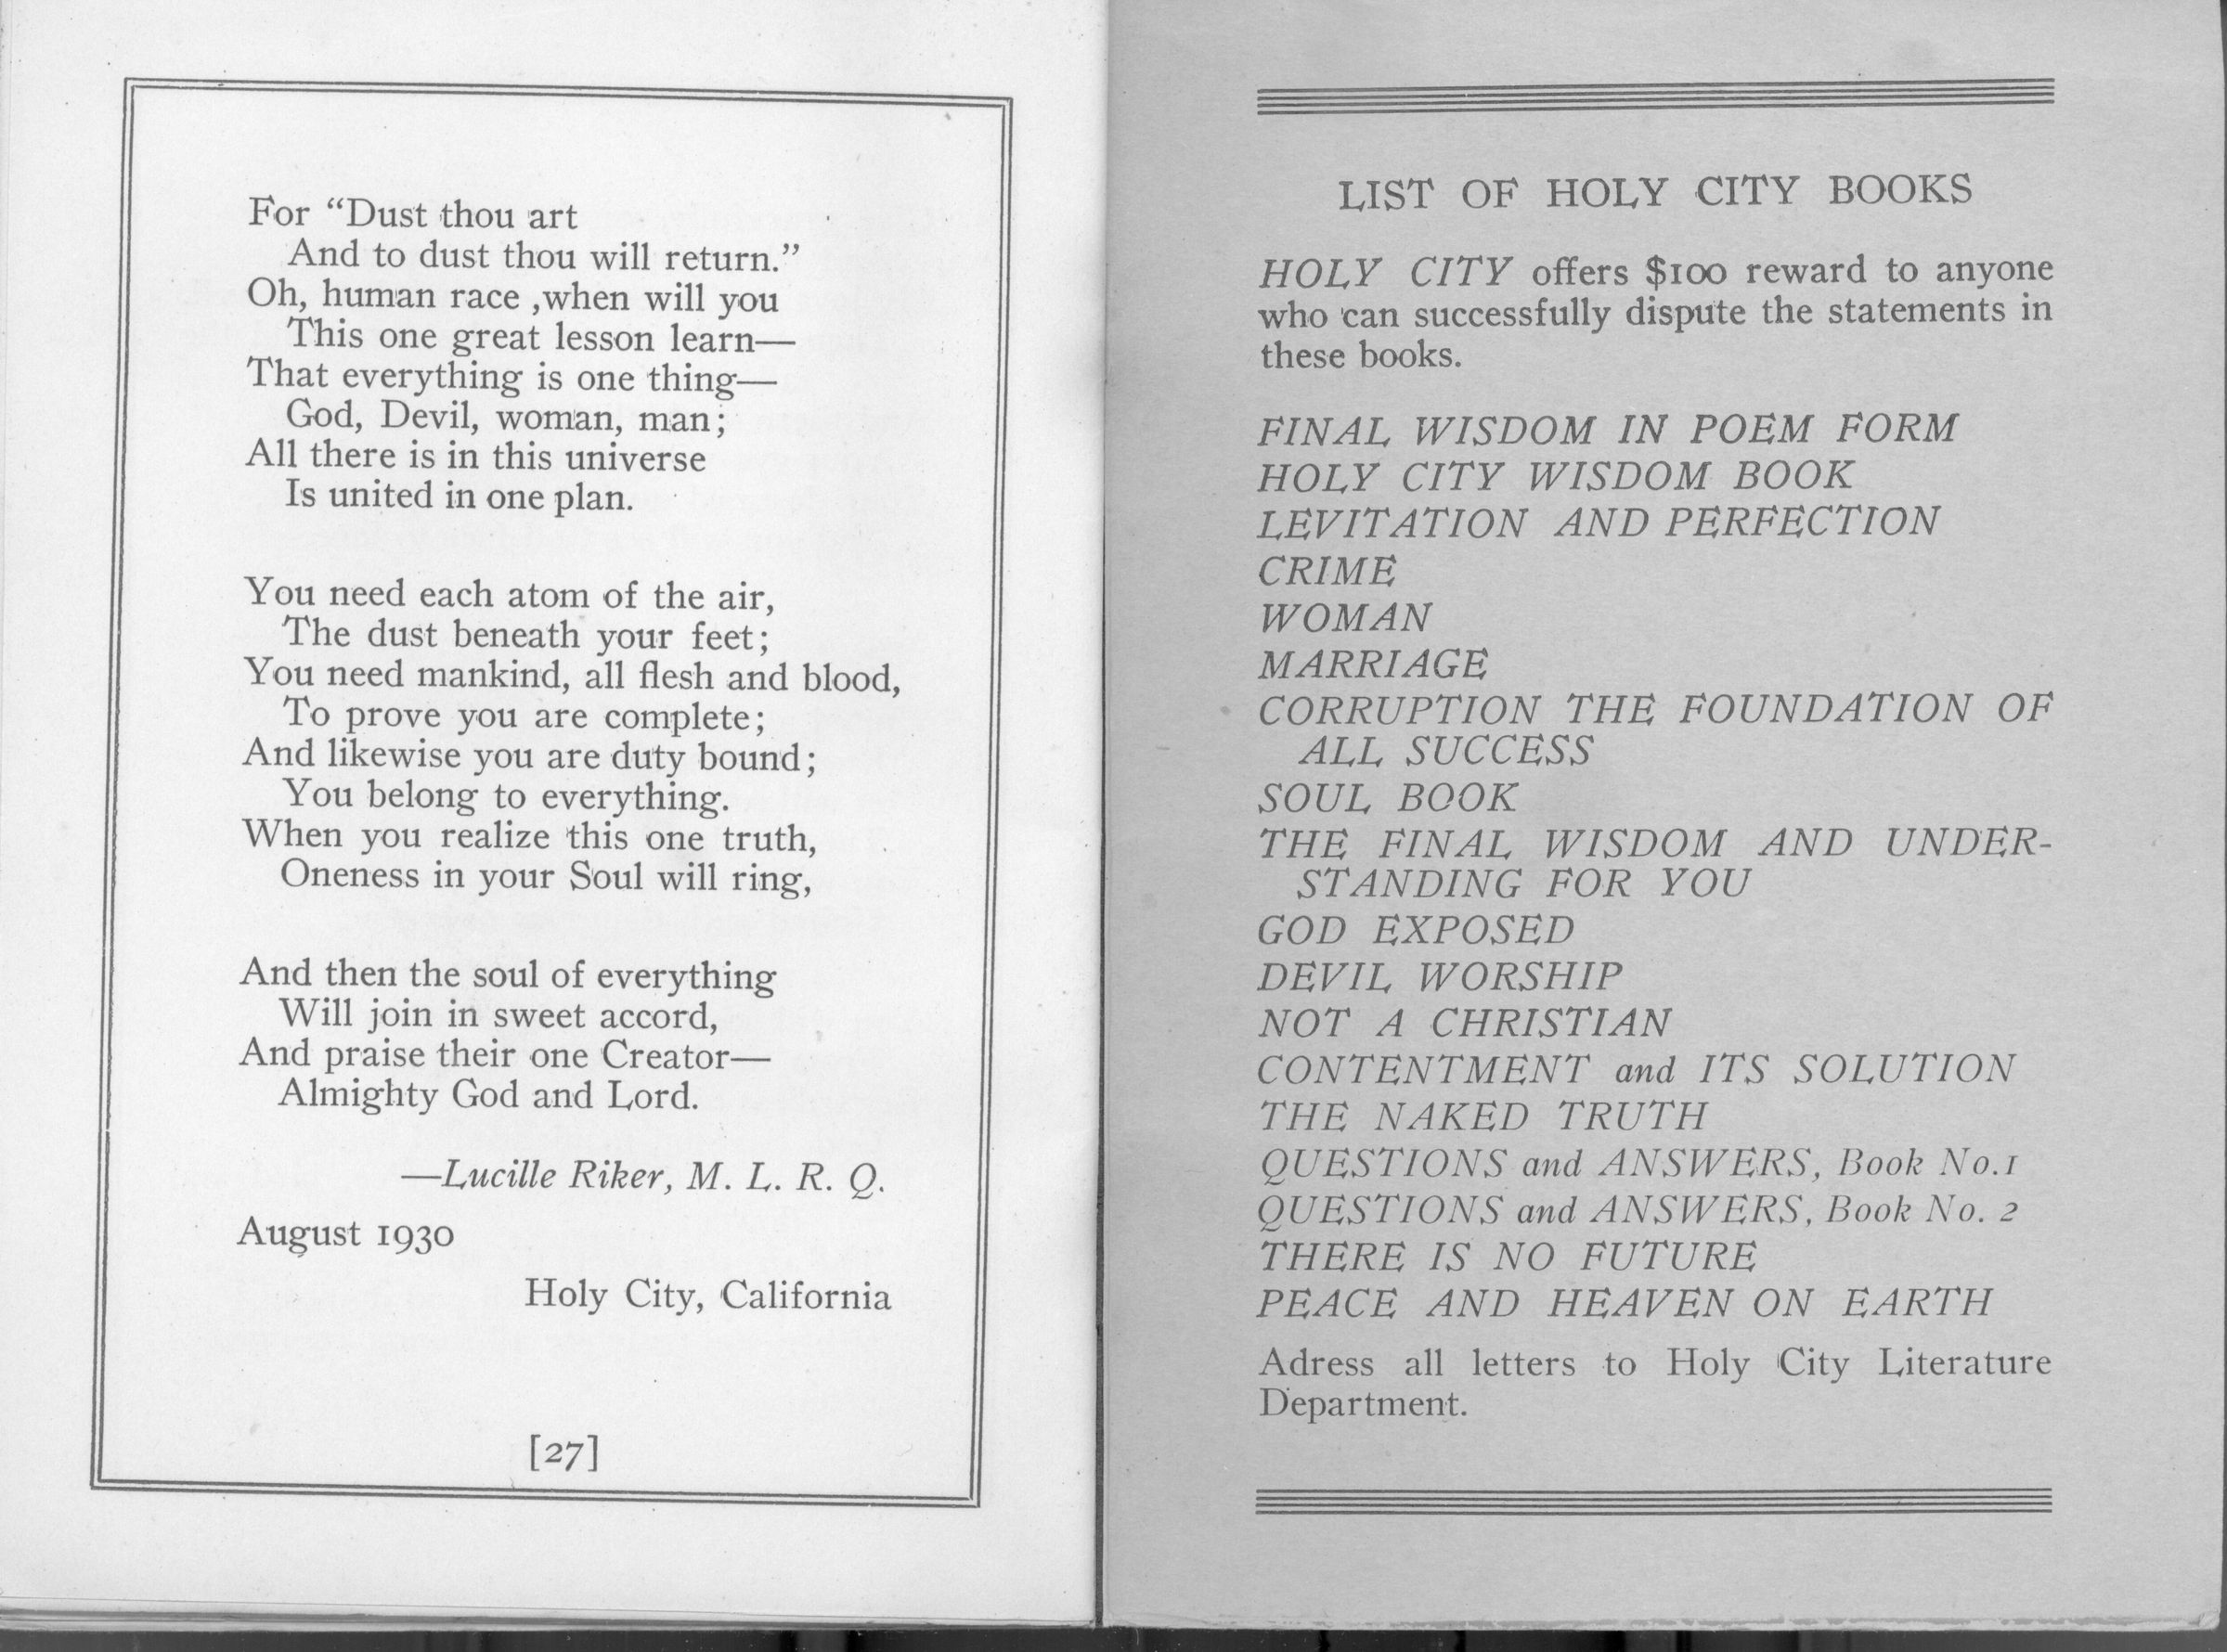 For “Dust thou art
And to dust thou will return.”
Oh, human race ,when will you
This one great lesson learn—
That everything is one thing—
God, Devil, woman, man;
All there is in this universe
Is united in one plan.
You need each atom of the air,
The dust beneath your feet;
You need mankind, all flesh and blood,
To prove you are complete;
And likewise you are duty bound;
You belong to everything.
When you realize this one truth,
Oneness in your Soul will ring,
And then the soul of everything
Will join in sweet accord,
And praise their one Creator—
Almighty God and Lord.
—Lucille Riker, M. L. R. Q.
August 1930
Holy City, California
[27]
LIST OF HOLY CITY BOOKS
HOLY CITY offers $100 reward to anyone
who can successfully dispute the statements in
these books.
FINAL WISDOM IN POEM FORM
HOLY CITY WISDOM BOOK
LEVITATION AND PERFECTION
CRIME
WOMAN
MARRIAGE
CORRUPTION THE FOUNDATION OF
ALL SUCCESS
SOUL BOOK
THE FINAL WISDOM AND UNDER-
STANDING FOR YOU
GOD EXPOSED
DEVIL WORSHIP
NOT A CHRISTIAN
CONTENTMENT and ITS SOLUTION
THE NAKED TRUTH
QUESTIONS and ANSWERS, Book No.1
QUESTIONS and ANSWERS, Book No. 2
THERE IS NO FUTURE
PEACE AND HEAVEN ON EARTH
Adress all letters to Holy City Literature
Department.